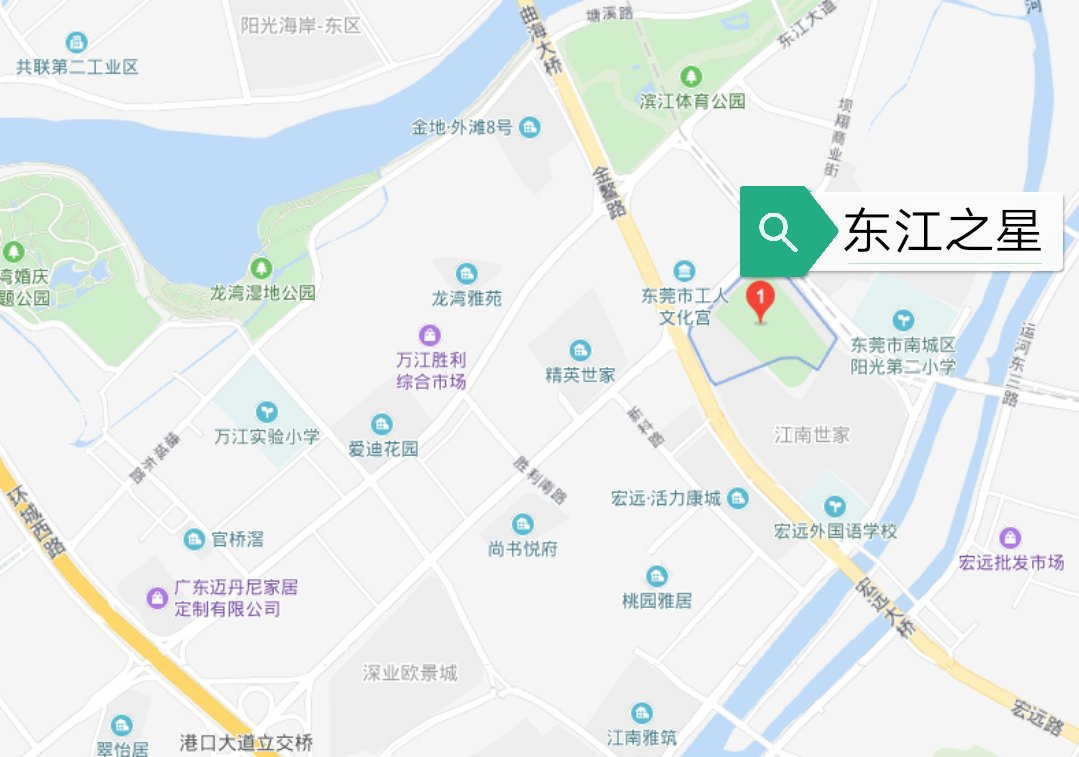 阳光海岸-东区
共联第二工业区
曲海大桥
塘溪路
东江大道
河
滨江体育公园
坝翔商业街
金地·外滩8号
金鳌路
东江之星
湾婚庆
题公园
龙湾湿地公园
龙湾雅苑
东莞市工人
文化宫
1
万江胜利
综合市场
精英世家
东莞市南城区
阳光第二小学
运河东三路
万江实验小学
爱迪花园
新科路
江南世家
胜利南路
环城西路
官桥滘
尚书悦府
宏远·活力康城
宏远外国语学校
宏远批发市场
广东迈丹尼家居
定制有限公司
桃园雅居
宏远大桥
深业欧景城
翠怡居
港口大道立交桥
江南雅筑
宏远路